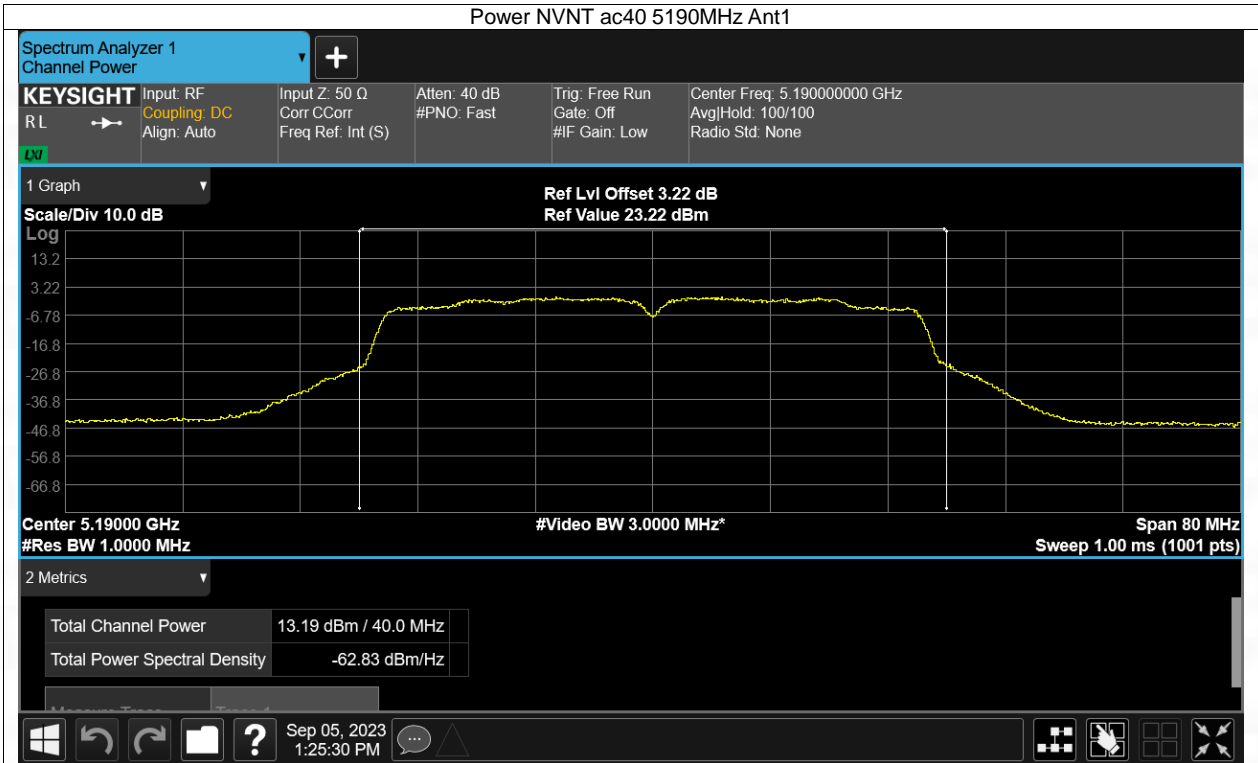 Power NVNT ac40 5190MHz Ant1
Spectrum Analyzer 1
Channel Power
KEYSIGHT
R L
LXI
Input: RF
Coupling: DC
Align: Auto
Input Z: 50 Ω
Corr CCorr
Freq Ref: Int (S)
Atten: 40 dB
#PNO: Fast
Trig: Free Run
Gate: Off
#IF Gain: Low
Center Freq: 5.190000000 GHz
Avg|Hold: 100/100
Radio Std: None
1 Graph
Scale/Div 10.0 dB
Ref Lvl Offset 3.22 dB
Ref Value 23.22 dBm
Log
13.2
3.22
-6.78
-16.8
-26.8
-36.8
-46.8
-56.8
-66.8
Center 5.19000 GHz
#Res BW 1.0000 MHz
#Video BW 3.0000 MHz*
Span 80 MHz
Sweep 1.00 ms (1001 pts)
2 Metrics
Total Channel Power 13.19 dBm / 40.0 MHz
Total Power Spectral Density -62.83 dBm/Hz
Sep 05, 2023
1:25:30 PM